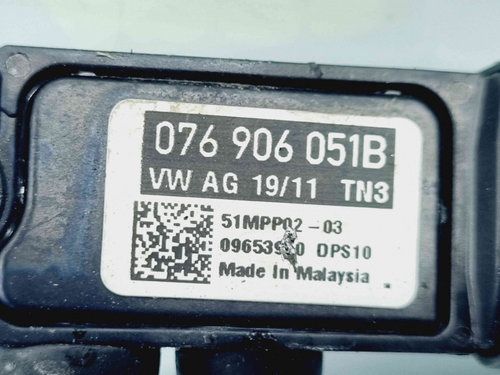 076 906 051B
VW AG 19/11 TN3
51MPP02-03
DPS10
Made In Malaysia